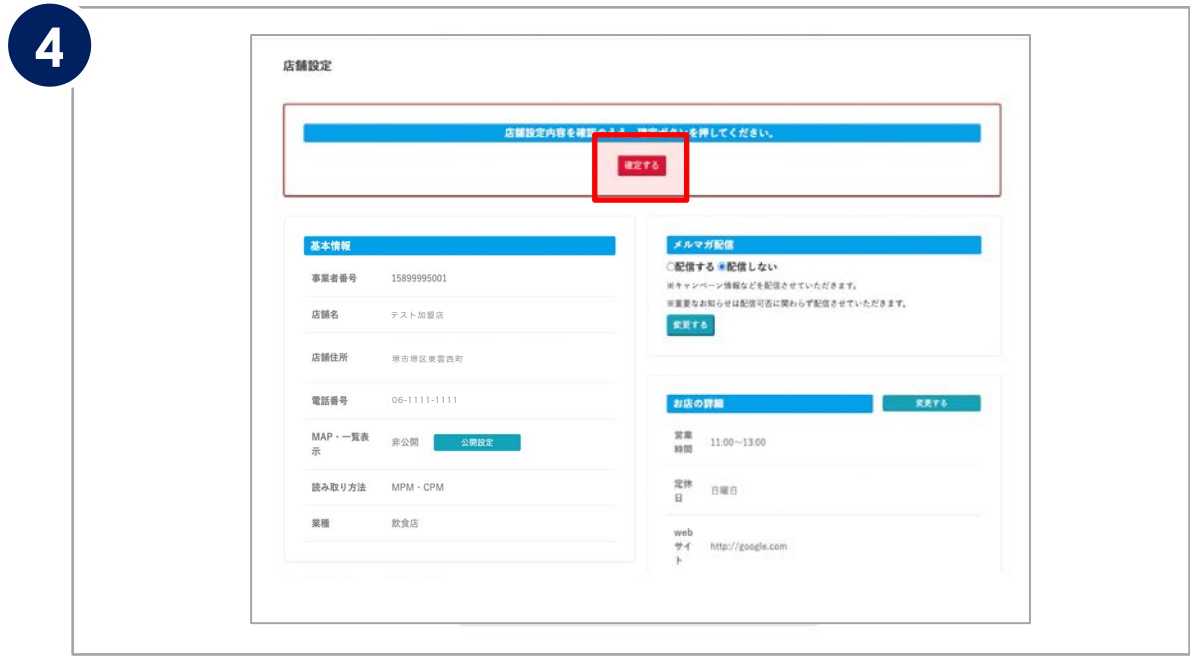 4
店舗設定
店舗設定内容を確認のうえ、確定ボタンを押してください。
確定する
基本情報
事業者番号 15899995001
店舗名 テスト加盟店
店舗住所 堺市堺区東雲西町
電話番号 06-1111-1111
MAP・一覧表
示
非公開 公開設定
読み取り方法 MPM・CPM
業種 飲食店
メルマガ配信
配信する 配信しない
※キャンペーン情報などを配信させていただきます。
※重要なお知らせは配信可否に関わらず配信させていただきます。
変更する
お店の詳細 変更する
営業
時間
11:00～13:00
定休
日
日曜日
web
サイ
ト
http://google.com